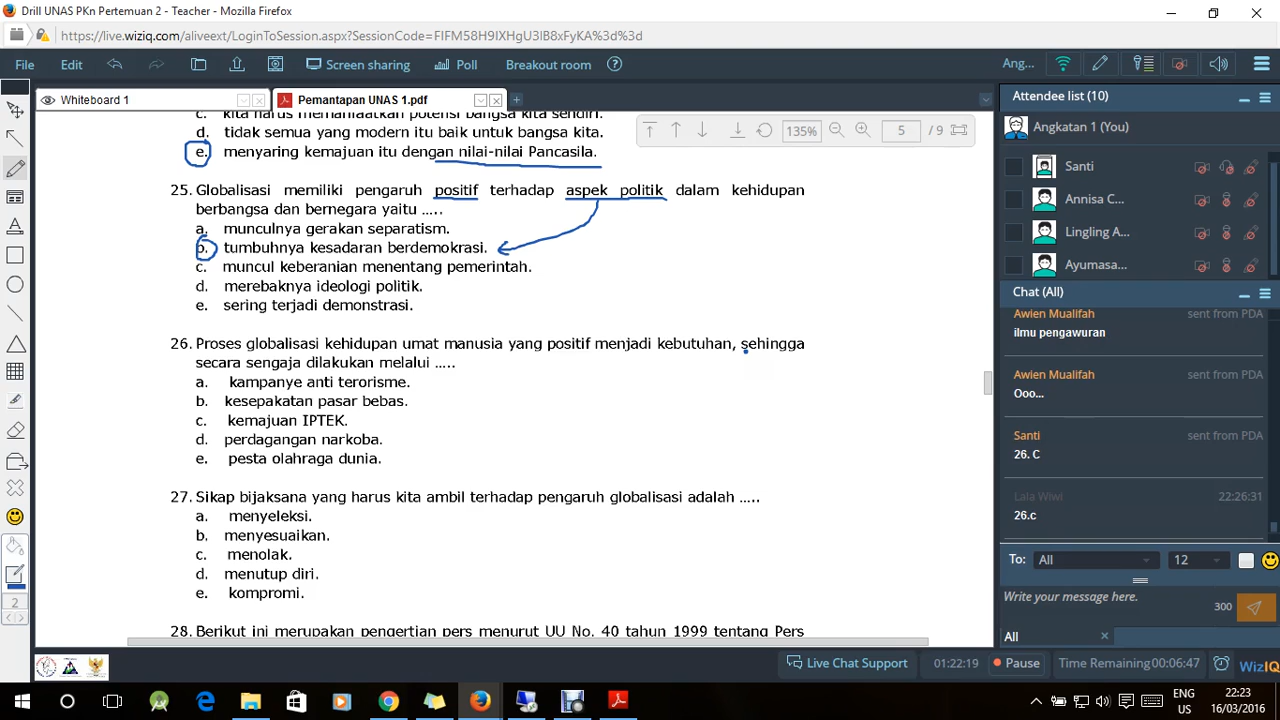 Drill UNAS PKn Pertemuan 2 - Teacher - Mozilla Firefox
https://live.wiziq.com/aliveext/LoginToSession.aspx?SessionCode=FIFM58H9IXHgU3IB8xFyKA%3d%3d
File Edit Screen sharing Poll Breakout room Ang...
Whiteboard 1 Pemantapan UNAS 1.pdf
Attendee list (10)
Angkatan 1 (You)
Santi
Annisa C...
Lingling A...
Ayumasa...
135% 5 / 9
c. kita harus memanfaatkan potensi bangsa kita sendiri.
d. tidak semua yang modern itu baik untuk bangsa kita.
e. menyaring kemajuan itu dengan nilai-nilai Pancasila.
25. Globalisasi memiliki pengaruh positif terhadap aspek politik dalam kehidupan
berbangsa dan bernegara yaitu .....
a. munculnya gerakan separatism.
b. tumbuhnya kesadaran berdemokrasi.
c. muncul keberanian menentang pemerintah.
d. merebaknya ideologi politik.
e. sering terjadi demonstrasi.
26. Proses globalisasi kehidupan umat manusia yang positif menjadi kebutuhan, sehingga
secara sengaja dilakukan melalui .....
a. kampanye anti terorisme.
b. kesepakatan pasar bebas.
c. kemajuan IPTEK.
d. perdagangan narkoba.
e. pesta olahraga dunia.
27. Sikap bijaksana yang harus kita ambil terhadap pengaruh globalisasi adalah .....
a. menyeleksi.
b. menyesuaikan.
c. menolak.
d. menutup diri.
e. kompromi.
28. Berikut ini merupakan pengertian pers menurut UU No. 40 tahun 1999 tentang Pers
Chat (All)
Awien Mualifah sent from PDA
ilmu pengawuran
Awien Mualifah sent from PDA
Ooo...
Santi sent from PDA
26. C
Lala Wiwi 22:26:31
26.c
To: All 12
Write your message here.
300
All
2
Live Chat Support 01:22:19 Pause Time Remaining 00:06:47 WizIQ
ENG
US
22:23
16/03/2016